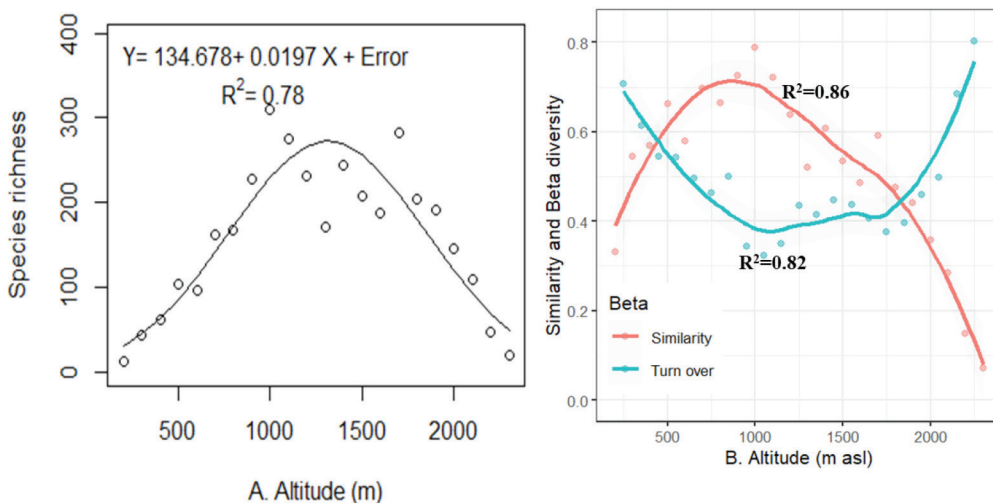 Y= 134.678+ 0.0197 X + Error
R²= 0.78
Species richness
400
300
200
100
0
500
1000
1500
2000
A. Altitude (m)
Similarity and Beta diversity
0.8
0.6
0.4
0.2
0.0
R²=0.86
R²=0.82
Beta
Similarity
Turn over
500
1000
1500
2000
B. Altitude (m asl)